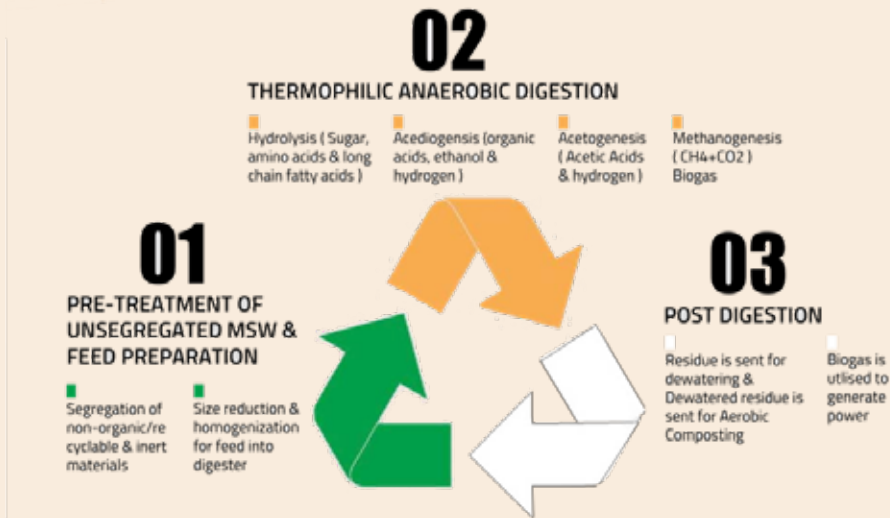 02
THERMOPHILIC ANAEROBIC DIGESTION
Hydrolysis ( Sugar,
amino acids & long
chain fatty acids )
Acediogensis (organic
acids, ethanol &
hydrogen )
Acetogenesis
( Acetic Acids
& hydrogen )
Methanogenesis
( CH4+CO2 )
Biogas
01
PRE-TREATMENT OF
UNSEGREGATED MSW &
FEED PREPARATION
Segregation of
non-organic/re
cyclable & inert
materials
Size reduction &
homogenization
for feed into
digester
03
POST DIGESTION
Residue is sent for
dewatering &
Dewatered residue is
sent for Aerobic
Composting
Biogas is
utlised to
generate
power